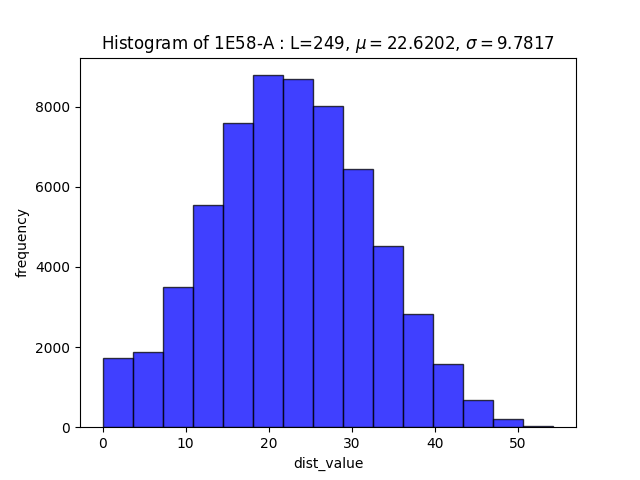 Histogram of 1E58-A : L=249, μ = 22.6202, σ = 9.7817
8000
6000
4000
2000
0
frequency
0 10 20 30 40 50
dist_value